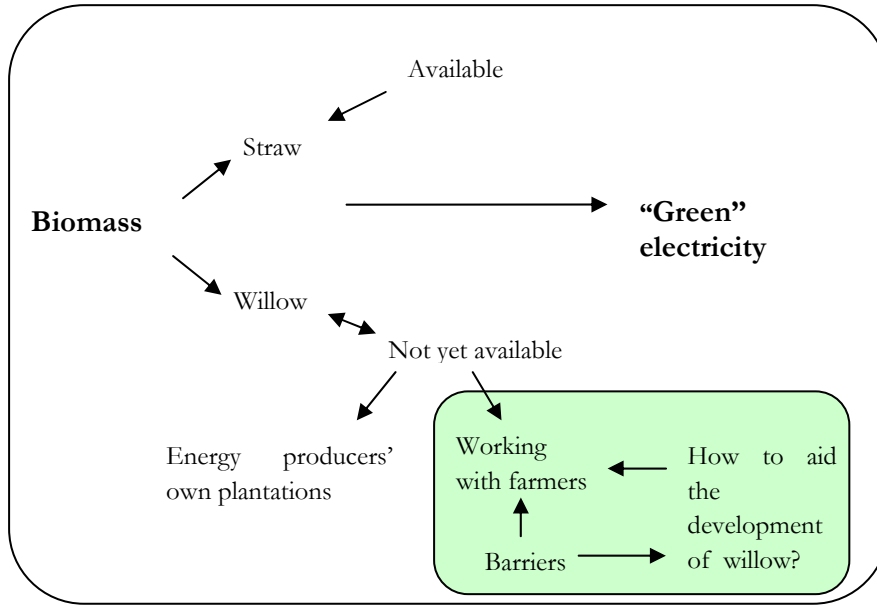 Available
Straw
Biomass
“Green”
electricity
Willow
Not yet available
Energy producers’
own plantations
Working
with farmers
How to aid
the
development
of willow?
Barriers